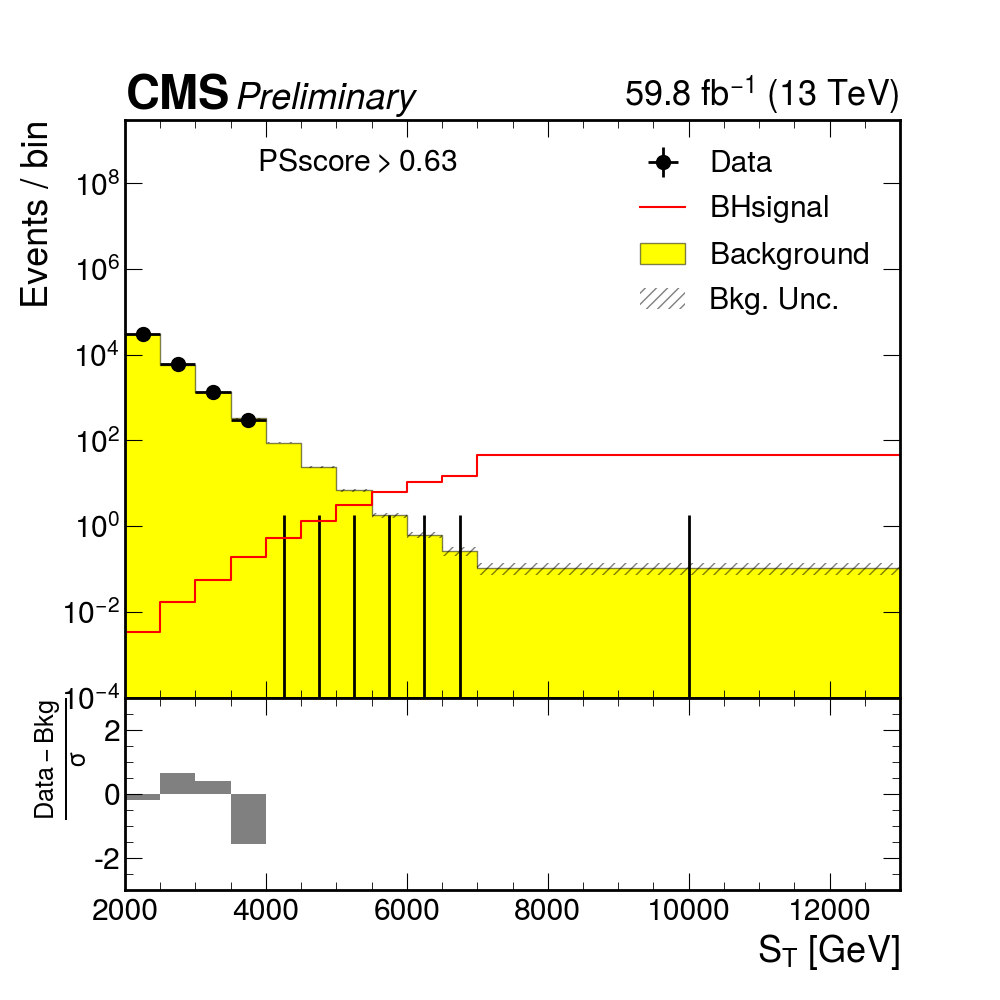 CMS Preliminary
59.8 fb⁻¹ (13 TeV)
Events / bin
PSscore > 0.63
Data
BHsignal
Background
Bkg. Unc.
10⁸
10⁶
10⁴
10²
10⁰
10⁻²
10⁻⁴
Data – Bkg
σ
2
0
-2
2000 4000 6000 8000 10000 12000
S_T [GeV]